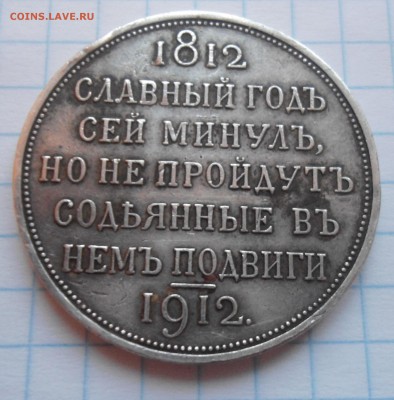 COINS.LAVE.RU
1812
СЛАВНЫЙ ГОДЪ
СЕЙ МИНУЛЪ,
НО НЕ ПРОЙДУТЪ
СОДѢЯННЫЕ ВЪ
НЕМЪ ПОДВИГИ
1912.